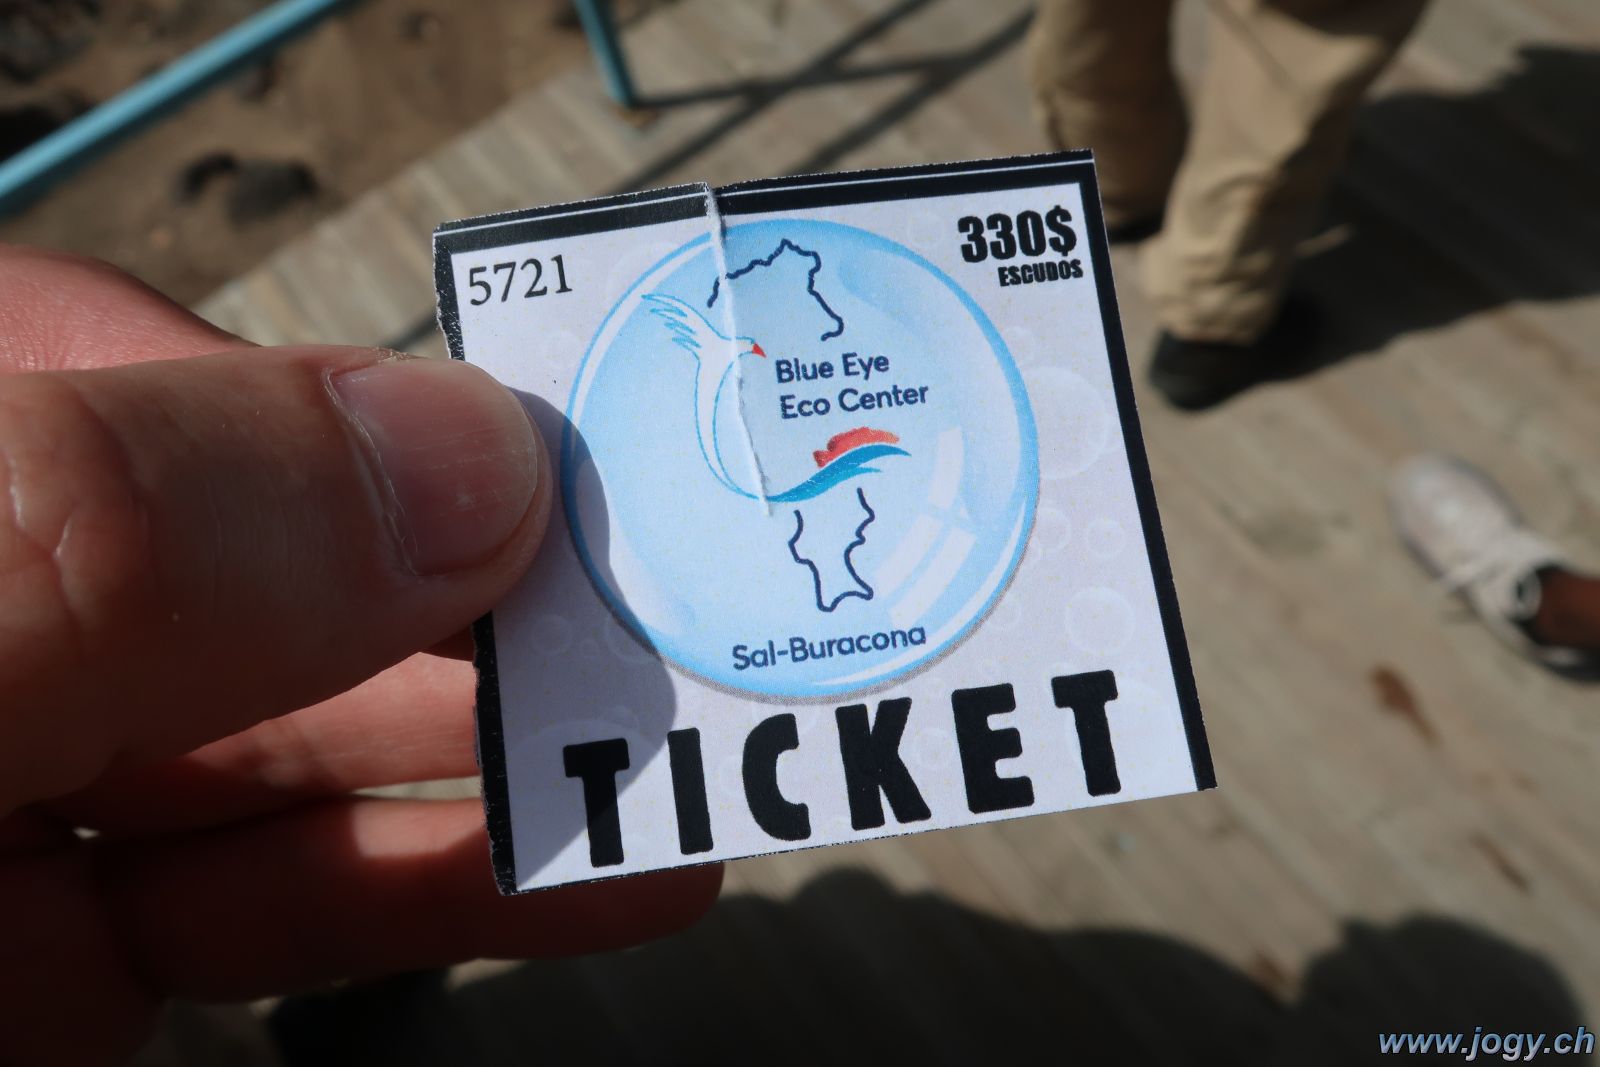 5721
330$
ESCUDOS
Blue Eye
Eco Center
Sal-Buracona
TICKET
www.jogy.ch